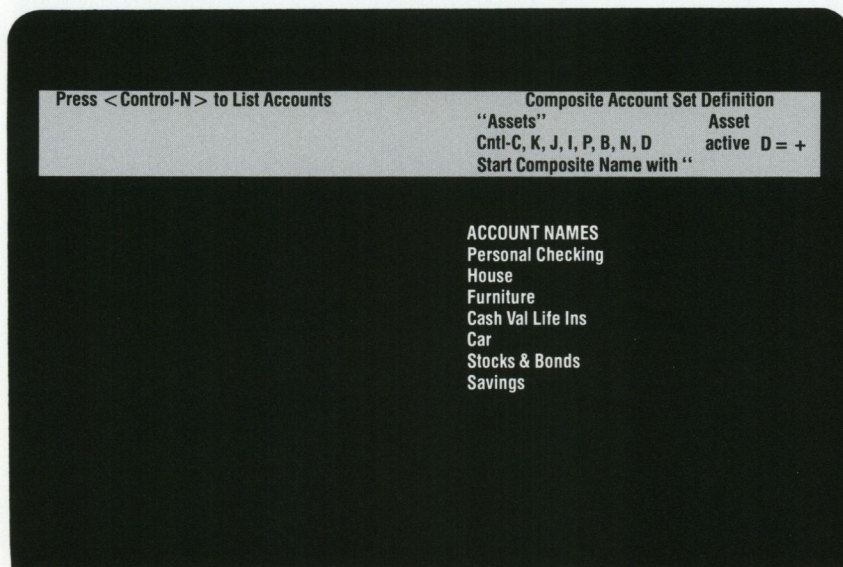 Press <Control-N> to List Accounts
Composite Account Set Definition
“Assets” Asset
Cntl-C, K, J, I, P, B, N, D active D = +
Start Composite Name with “
ACCOUNT NAMES
Personal Checking
House
Furniture
Cash Val Life Ins
Car
Stocks & Bonds
Savings